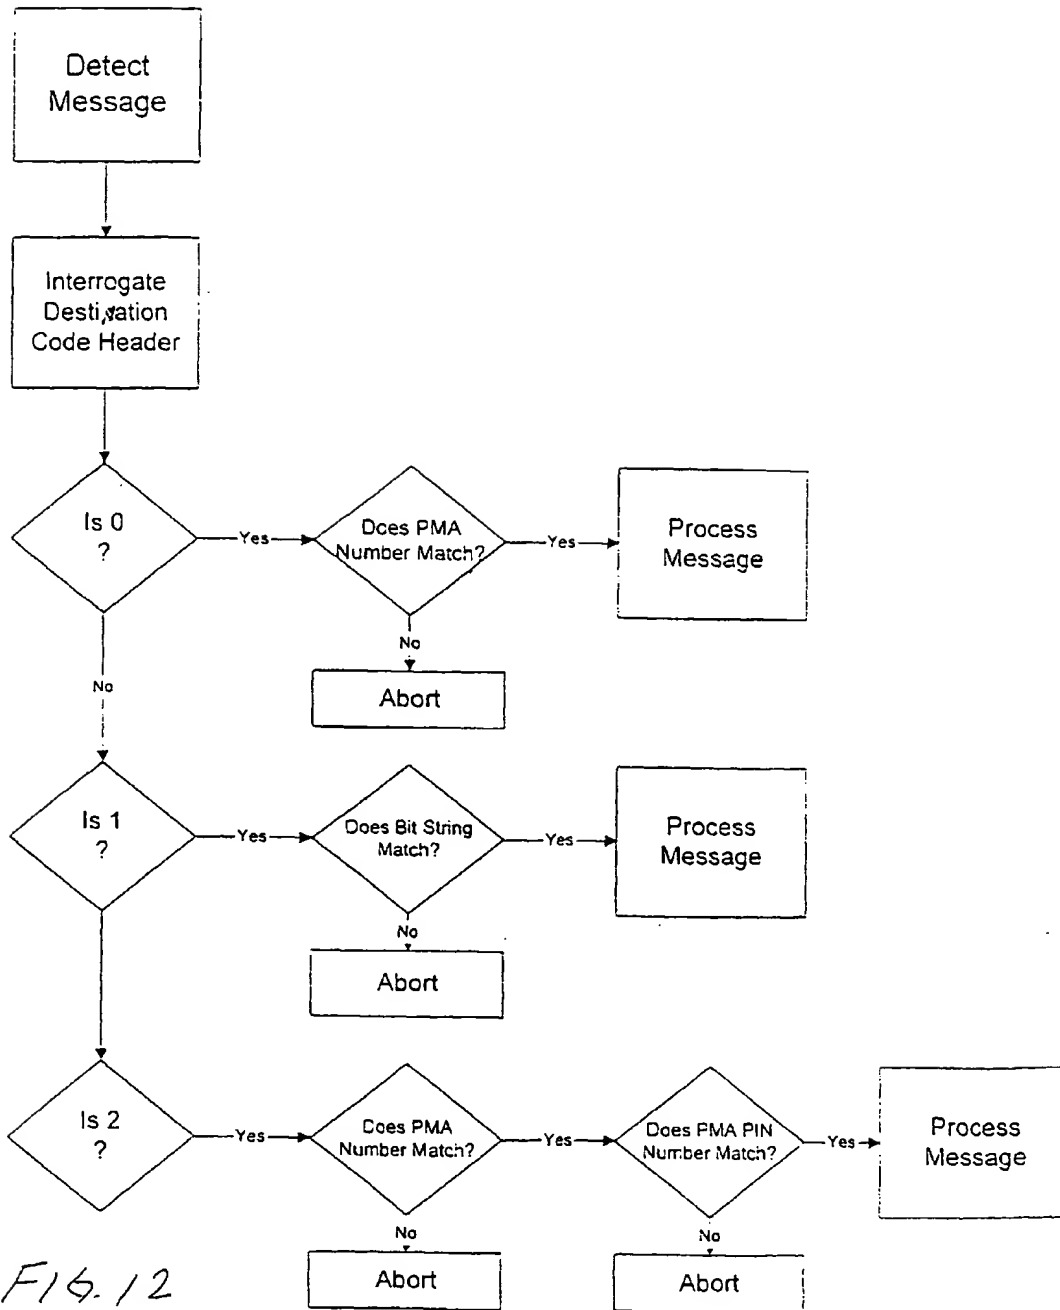 Detect
Message
Interrogate
Destination
Code Header
Is 0
?
Yes
Does PMA
Number Match?
Yes
Process
Message
No
Abort
No
Is 1
?
Yes
Does Bit String
Match?
Yes
Process
Message
No
Abort
Is 2
?
Yes
Does PMA
Number Match?
Yes
Does PMA PIN
Number Match?
Yes
Process
Message
No
Abort
No
Abort
FIG. 12